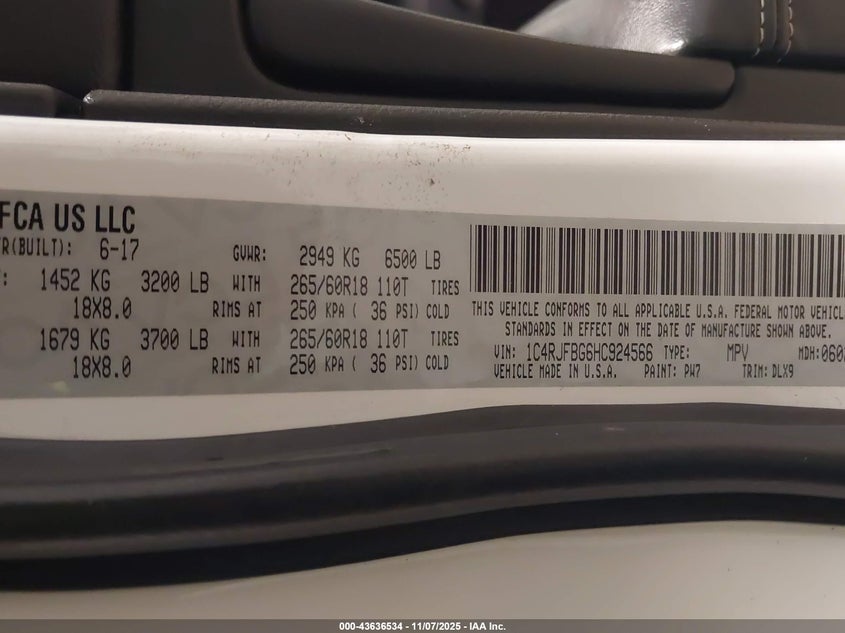 FCA US LLC
R(BUILT): 6-17 GVWR: 2949 KG 6500 LB
: 1452 KG 3200 LB WITH 265/60R18 110T TIRES
18X8.0 RIMS AT 250 KPA ( 36 PSI) COLD
1679 KG 3700 LB WITH 265/60R18 110T TIRES
18X8.0 RIMS AT 250 KPA ( 36 PSI) COLD
THIS VEHICLE CONFORMS TO ALL APPLICABLE U.S.A. FEDERAL MOTOR VEHICL
STANDARDS IN EFFECT ON THE DATE OF MANUFACTURE SHOWN ABOVE.
VIN: 1C4RJFBG6HC924566 TYPE: MPV MDH:060
VEHICLE MADE IN U.S.A. PAINT: PW7 TRIM: DLX9
000-43636534 - 11/07/2025 - IAA Inc.